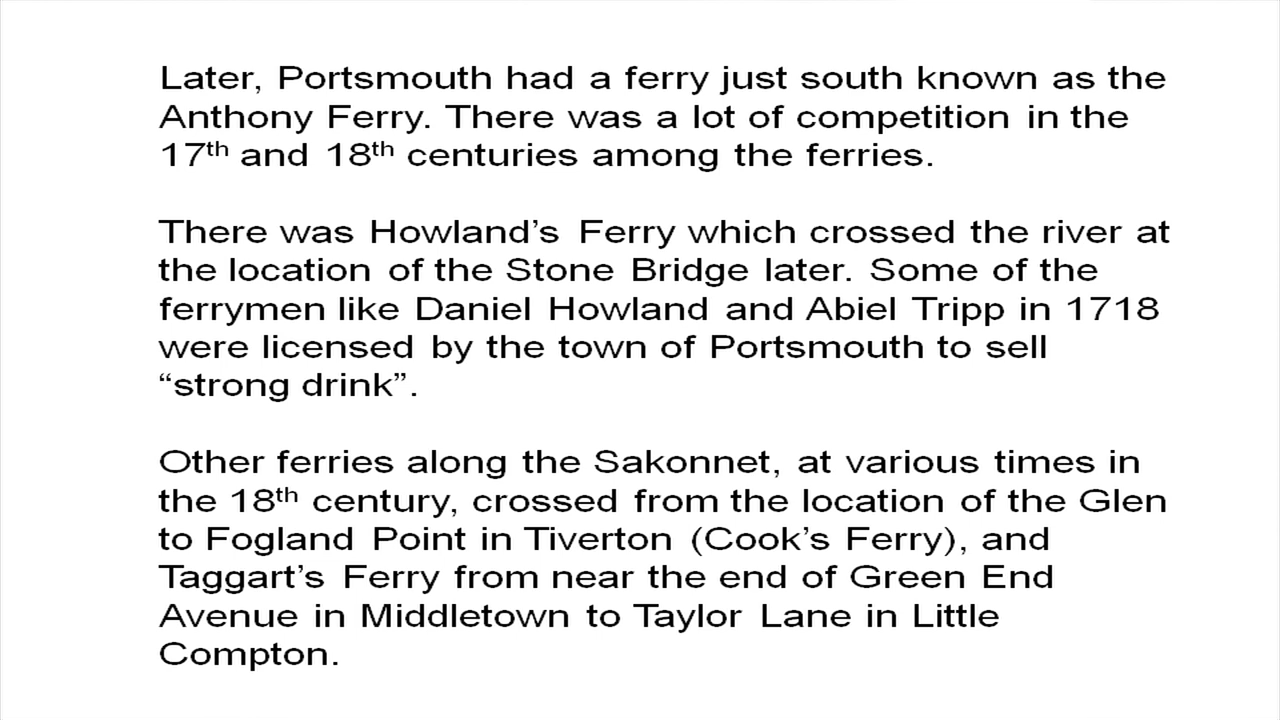 Later, Portsmouth had a ferry just south known as the
Anthony Ferry. There was a lot of competition in the
17th and 18th centuries among the ferries.
There was Howland’s Ferry which crossed the river at
the location of the Stone Bridge later. Some of the
ferrymen like Daniel Howland and Abiel Tripp in 1718
were licensed by the town of Portsmouth to sell
“strong drink”.
Other ferries along the Sakonnet, at various times in
the 18th century, crossed from the location of the Glen
to Fogland Point in Tiverton (Cook’s Ferry), and
Taggart’s Ferry from near the end of Green End
Avenue in Middletown to Taylor Lane in Little
Compton.